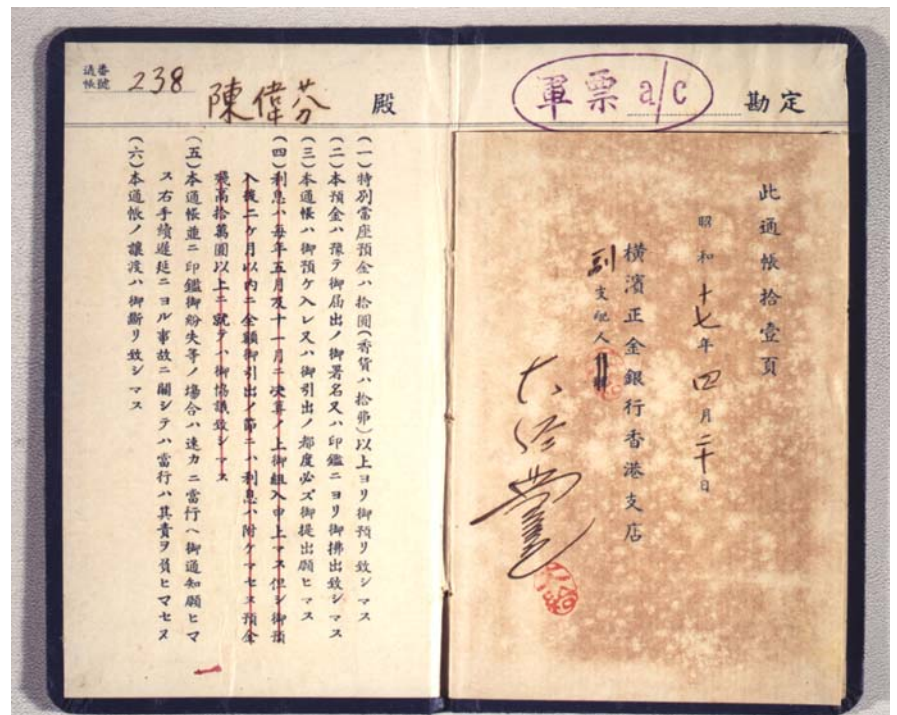 通帳番號 238 陳偉芬 殿
軍票 a/c 勘定
此通帳拾壹頁
昭和十七年四月二十日
橫濱正金銀行香港支店
副支配人
(一)特別當座預金ハ拾圓(香貨ハ拾弗)以上ヨリ御預リ致シマス
(二)本預金ハ豫テ御届出ノ御署名又ハ印鑑ニヨリ御拂出致シマス
(三)本通帳ハ御預ケ入レ又ハ御引出ノ都度必ズ御提出願ヒマス
(四)利息ハ每年五月及十一月ニ決算ノ上御組入申上マス但シ御預
入後二ケ月以内ニ全額御引出ノ節ニハ利息ハ附ケマセヌ預金
殘高拾萬圓以上ニ就テハ御協議致シマス
(五)本通帳並ニ印鑑御紛失等ノ場合ハ速カニ當行ヘ御通知願ヒマ
ス右手續遲延ニヨル事故ニ關シテハ當行ハ其責ヲ負ヒマセヌ
(六)本通帳ノ讓渡ハ御斷リ致シマス